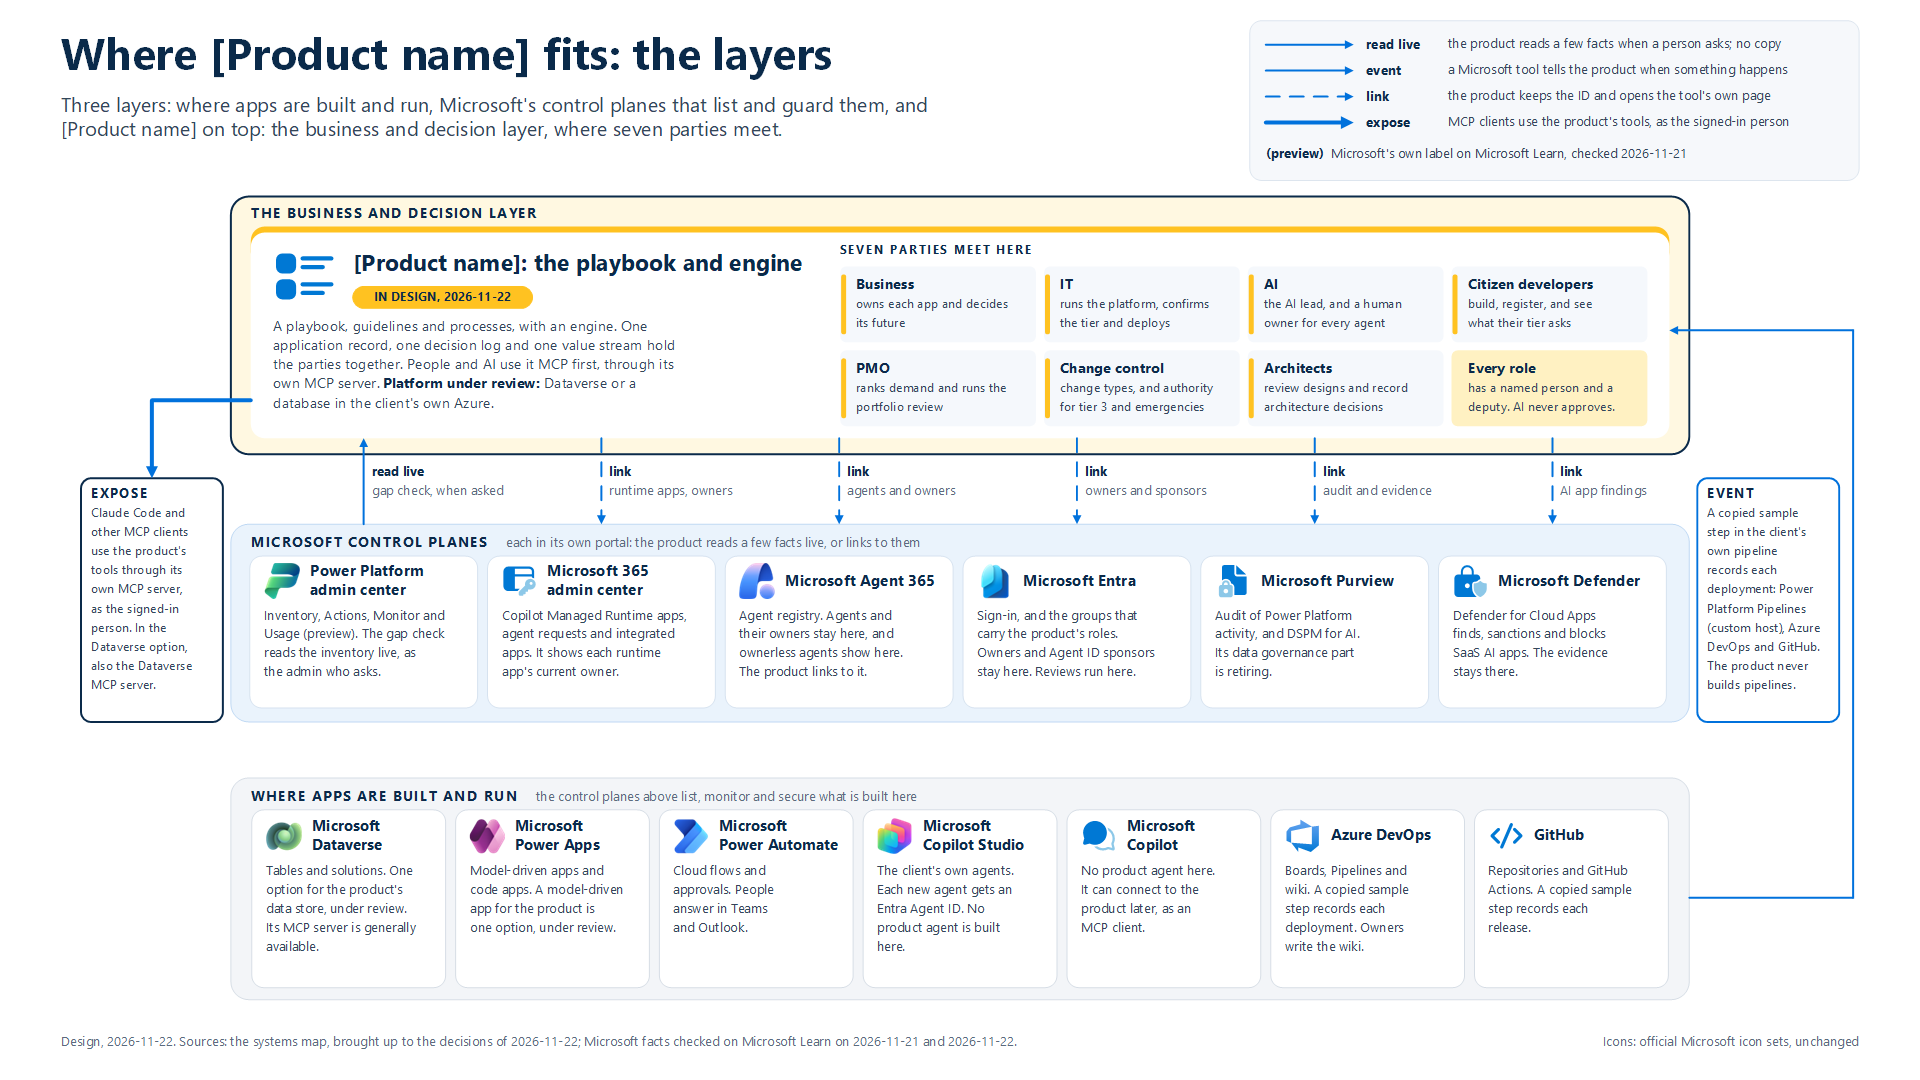 Where [Product name] fits: the layers
Three layers: where apps are built and run, Microsoft's control planes that list and guard them, and
[Product name] on top: the business and decision layer, where seven parties meet.
read live the product reads a few facts when a person asks; no copy
event a Microsoft tool tells the product when something happens
link the product keeps the ID and opens the tool's own page
expose MCP clients use the product's tools, as the signed-in person
(preview) Microsoft's own label on Microsoft Learn, checked 2026-11-21
THE BUSINESS AND DECISION LAYER
[Product name]: the playbook and engine
IN DESIGN, 2026-11-22
A playbook, guidelines and processes, with an engine. One
application record, one decision log and one value stream hold
the parties together. People and AI use it MCP first, through its
own MCP server. Platform under review: Dataverse or a
database in the client's own Azure.
SEVEN PARTIES MEET HERE
Business
owns each app and decides
its future
IT
runs the platform, confirms
the tier and deploys
AI
the AI lead, and a human
owner for every agent
Citizen developers
build, register, and see
what their tier asks
PMO
ranks demand and runs the
portfolio review
Change control
change types, and authority
for tier 3 and emergencies
Architects
review designs and record
architecture decisions
Every role
has a named person and a
deputy. AI never approves.
read live
gap check, when asked
link
runtime apps, owners
link
agents and owners
link
owners and sponsors
link
audit and evidence
link
AI app findings
EXPOSE
Claude Code and
other MCP clients
use the product's
tools through its
own MCP server,
as the signed-in
person. In the
Dataverse option,
also the Dataverse
MCP server.
EVENT
A copied sample
step in the client's
own pipeline
records each
deployment: Power
Platform Pipelines
(custom host), Azure
DevOps and GitHub.
The product never
builds pipelines.
MICROSOFT CONTROL PLANES each in its own portal: the product reads a few facts live, or links to them
Power Platform
admin center
Inventory, Actions, Monitor and
Usage (preview). The gap check
reads the inventory live, as
the admin who asks.
Microsoft 365
admin center
Copilot Managed Runtime apps,
agent requests and integrated
apps. It shows each runtime
app's current owner.
Microsoft Agent 365
Agent registry. Agents and
their owners stay here, and
ownerless agents show here.
The product links to it.
Microsoft Entra
Sign-in, and the groups that
carry the product's roles.
Owners and Agent ID sponsors
stay here. Reviews run here.
Microsoft Purview
Audit of Power Platform
activity, and DSPM for AI.
Its data governance part
is retiring.
Microsoft Defender
Defender for Cloud Apps
finds, sanctions and blocks
SaaS AI apps. The evidence
stays there.
WHERE APPS ARE BUILT AND RUN the control planes above list, monitor and secure what is built here
Microsoft
Dataverse
Tables and solutions. One
option for the product's
data store, under review.
Its MCP server is generally
available.
Microsoft
Power Apps
Model-driven apps and
code apps. A model-driven
app for the product is
one option, under review.
Microsoft
Power Automate
Cloud flows and
approvals. People
answer in Teams
and Outlook.
Microsoft
Copilot Studio
The client's own agents.
Each new agent gets an
Entra Agent ID. No
product agent is built
here.
Microsoft
Copilot
No product agent here.
It can connect to the
product later, as an
MCP client.
Azure DevOps
Boards, Pipelines and
wiki. A copied sample
step records each
deployment. Owners
write the wiki.
GitHub
Repositories and GitHub
Actions. A copied sample
step records each
release.
Design, 2026-11-22. Sources: the systems map, brought up to the decisions of 2026-11-22; Microsoft facts checked on Microsoft Learn on 2026-11-21 and 2026-11-22.
Icons: official Microsoft icon sets, unchanged